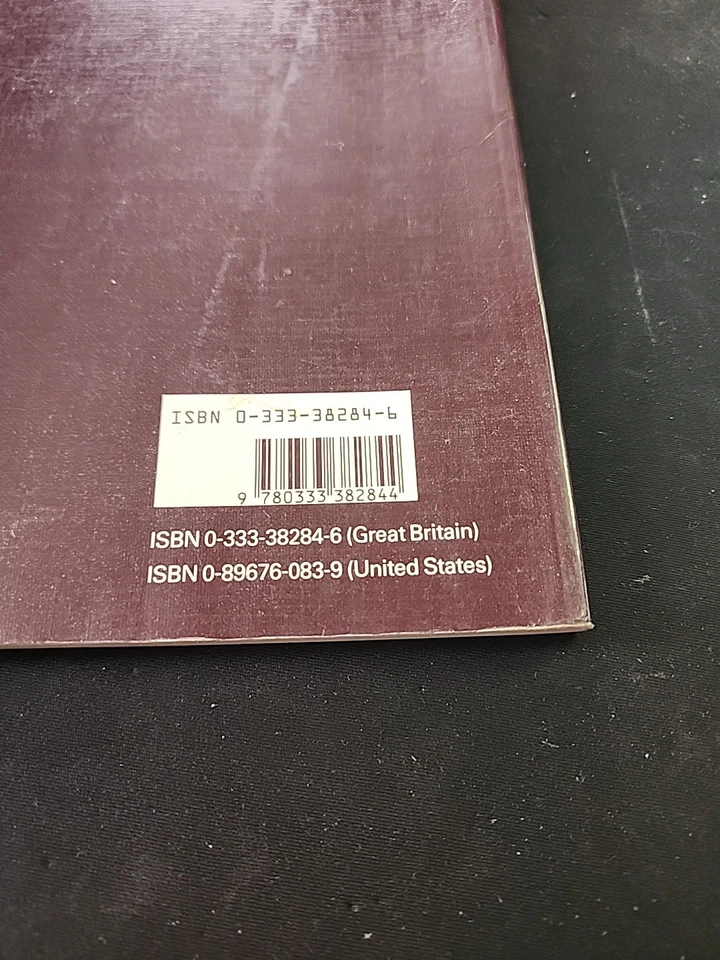 ISBN 0-333-38284-6
9 780333 382844
ISBN 0-333-38284-6 (Great Britain)
ISBN 0-89676-083-9 (United States)